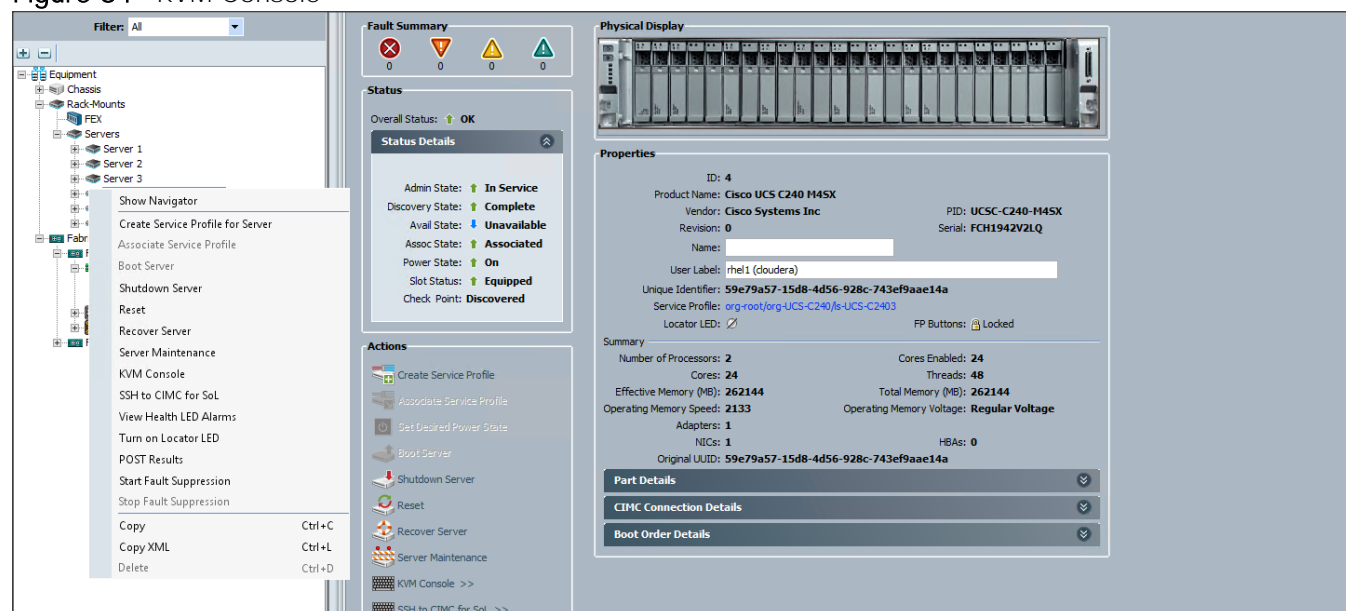 Figure 34 KVM Console
Filter: All
Equipment
Chassis
Rack-Mounts
FEX
Servers
Server 1
Server 2
Server 3
Fabr
Show Navigator
Create Service Profile for Server
Associate Service Profile
Boot Server
Shutdown Server
Reset
Recover Server
Server Maintenance
KVM Console
SSH to CIMC for SoL
View Health LED Alarms
Turn on Locator LED
POST Results
Start Fault Suppression
Stop Fault Suppression
Copy Ctrl+C
Copy XML Ctrl+L
Delete Ctrl+D
Fault Summary
0 0 0 0
Status
Overall Status: OK
Status Details
Admin State: In Service
Discovery State: Complete
Avail State: Unavailable
Assoc State: Associated
Power State: On
Slot Status: Equipped
Check Point: Discovered
Actions
Create Service Profile
Associate Service Profile
Set Desired Power State
Boot Server
Shutdown Server
Reset
Recover Server
Server Maintenance
KVM Console >>
SSH to CIMC for SoL >>
Physical Display
Properties
ID: 4
Product Name: Cisco UCS C240 M4SX
Vendor: Cisco Systems Inc PID: UCSC-C240-M4SX
Revision: 0 Serial: FCH1942V2LQ
Name:
User Label: rhel1 (cloudera)
Unique Identifier: 59e79a57-15d8-4d56-928c-743ef9aae14a
Service Profile: org-root/org-UCS-C240/ls-UCS-C2403
Locator LED: FP Buttons: Locked
Summary
Number of Processors: 2 Cores Enabled: 24
Cores: 24 Threads: 48
Effective Memory (MB): 262144 Total Memory (MB): 262144
Operating Memory Speed: 2133 Operating Memory Voltage: Regular Voltage
Adapters: 1
NICs: 1 HBAs: 0
Original UUID: 59e79a57-15d8-4d56-928c-743ef9aae14a
Part Details
CIMC Connection Details
Boot Order Details